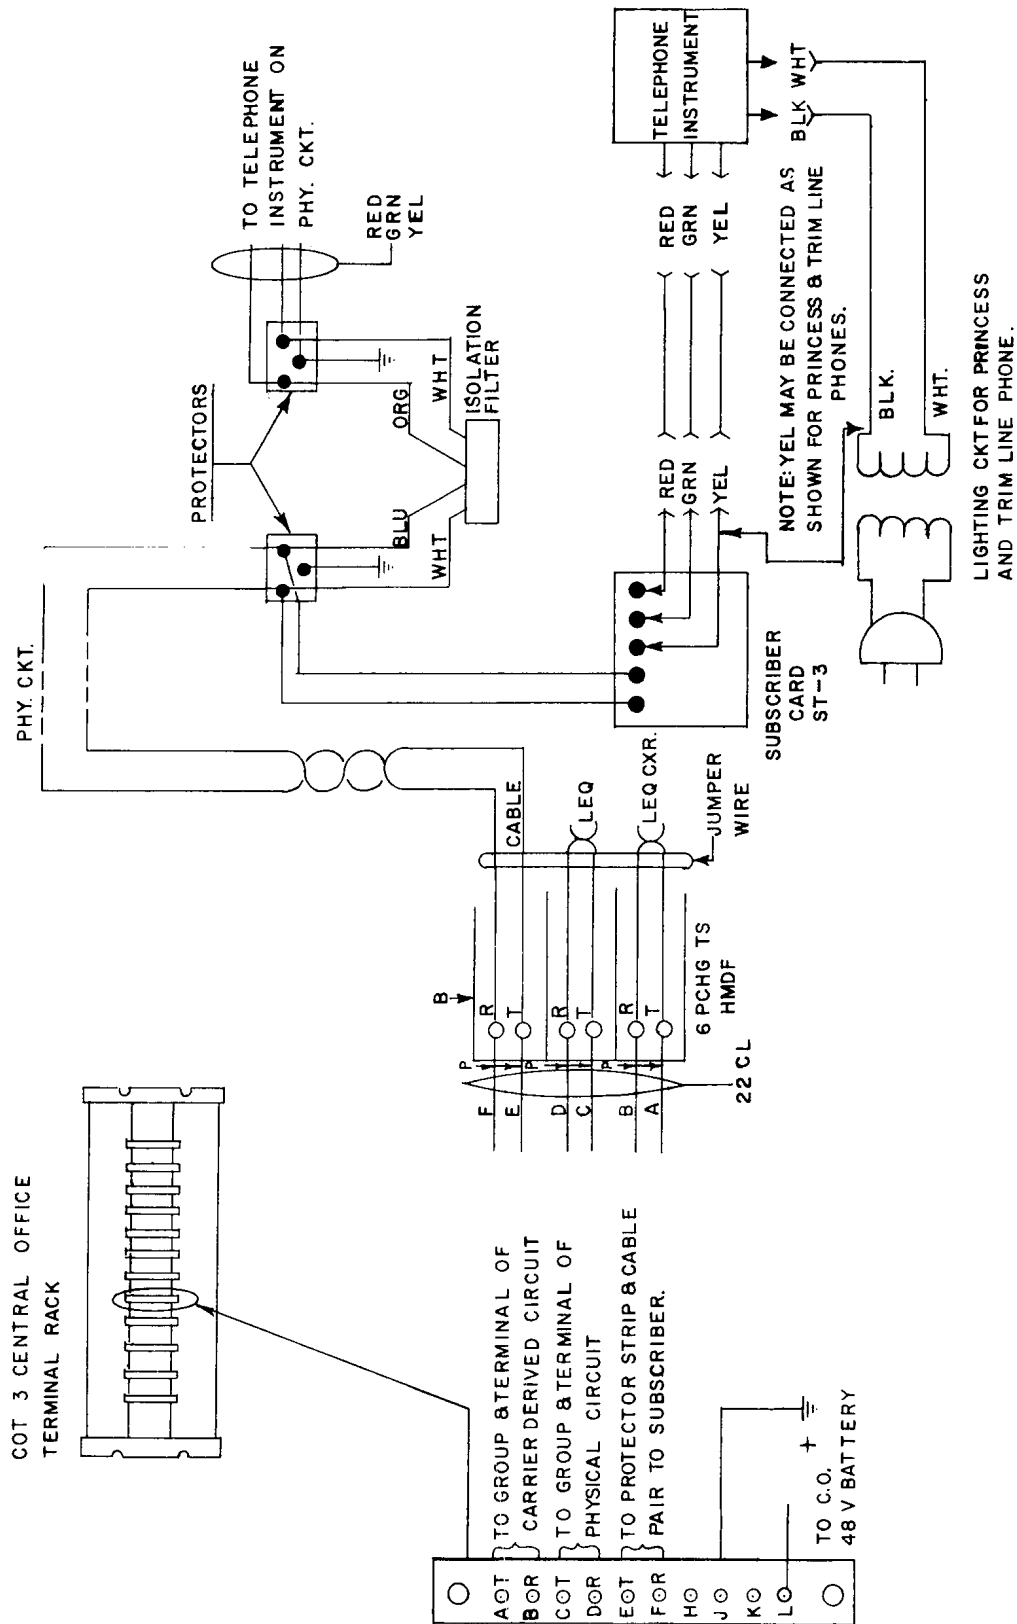 COT 3 CENTRAL OFFICE
TERMINAL RACK
A T
B R
TO GROUP & TERMINAL OF
CARRIER DERIVED CIRCUIT
C T
D R
TO GROUP & TERMINAL OF
PHYSICAL CIRCUIT
E T
F R
TO PROTECTOR STRIP & CABLE
PAIR TO SUBSCRIBER.
H
J
K
L
+
TO C.O.
48 V BATTERY
F
E
D
C
B
A
P
P
P
22 CL
B
R
T
R
T
R
T
6 PCHG TS
HMDF
CABLE
LEQ
LEQ CXR.
JUMPER
WIRE
PHY. CKT.
PROTECTORS
TO TELEPHONE
INSTRUMENT ON
PHY. CKT.
RED
GRN
YEL
BLU
WHT
ORG
WHT
ISOLATION
FILTER
SUBSCRIBER
CARD
ST-3
RED
GRN
YEL
RED
GRN
YEL
TELEPHONE
INSTRUMENT
BLK
WHT
NOTE: YEL MAY BE CONNECTED AS
SHOWN FOR PRINCESS & TRIM LINE
PHONES.
BLK.
WHT.
LIGHTING CKT FOR PRINCESS
AND TRIM LINE PHONE.